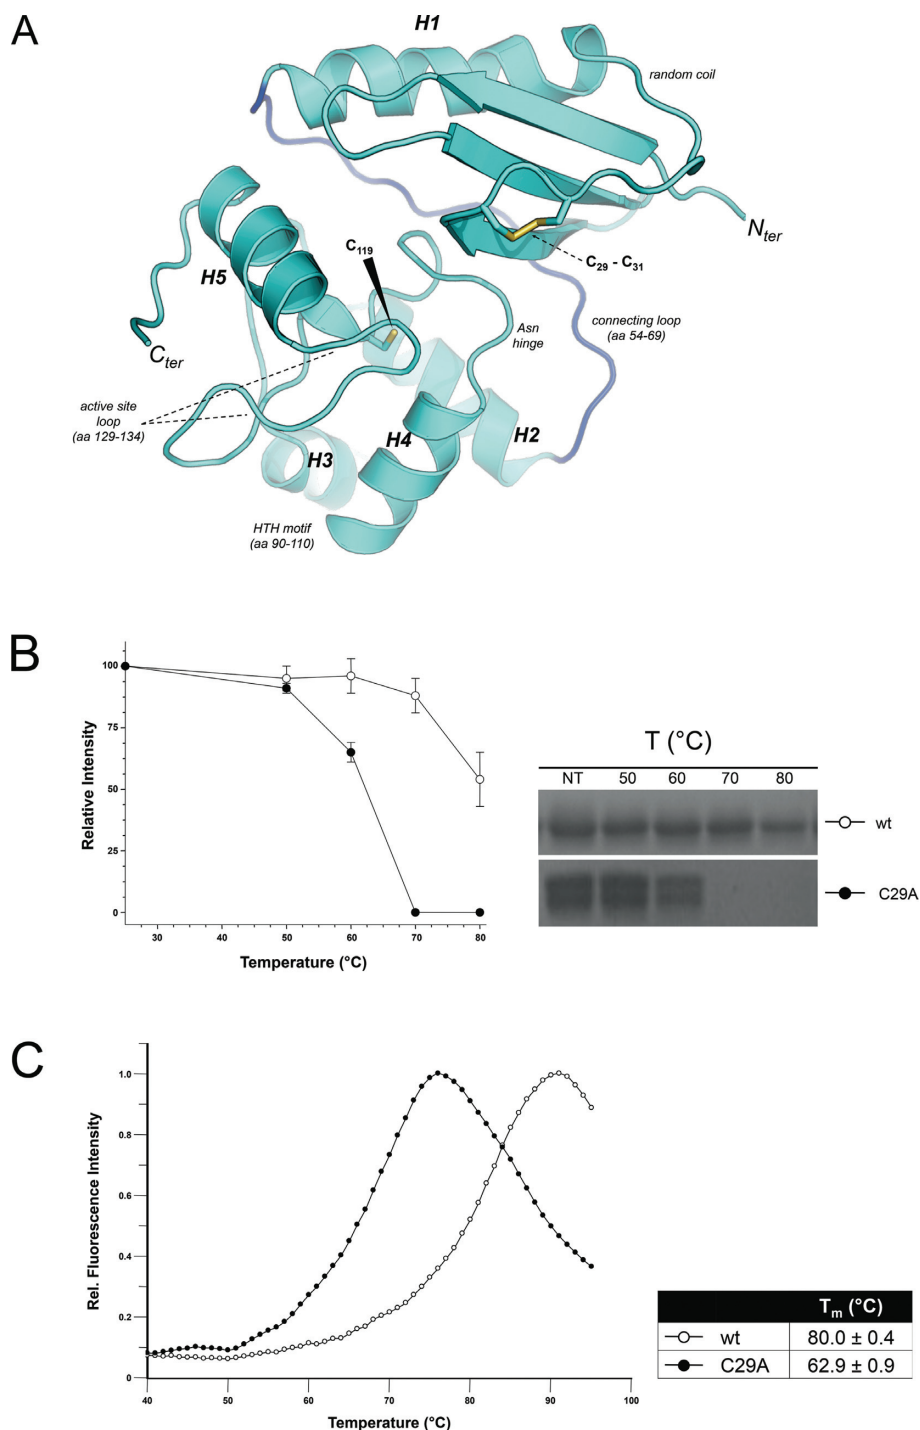 A
H1
random coil
Nter
C29 - C31
C119
H5
connecting loop
(aa 54-69)
Asn
hinge
Cter
active site
loop
(aa 129-134)
H4
H2
H3
HTH motif
(aa 90-110)
B
100
75
50
25
0
Relative Intensity
30 40 50 60 70 80
Temperature (°C)
T (°C)
NT 50 60 70 80
wt
C29A
C
1.0
0.8
0.6
0.4
0.2
0
Rel. Fluorescence Intensity
40 50 60 70 80 90 100
Temperature (°C)
Tm (°C)
wt 80.0 ± 0.4
C29A 62.9 ± 0.9